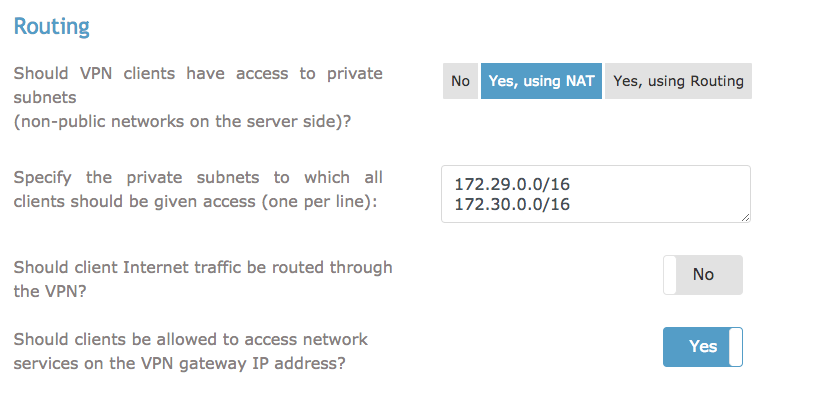 Routing
Should VPN clients have access to private
subnets
(non-public networks on the server side)?
No
Yes, using NAT
Yes, using Routing
Specify the private subnets to which all
clients should be given access (one per line):
172.29.0.0/16
172.30.0.0/16
Should client Internet traffic be routed through
the VPN?
No
Should clients be allowed to access network
services on the VPN gateway IP address?
Yes